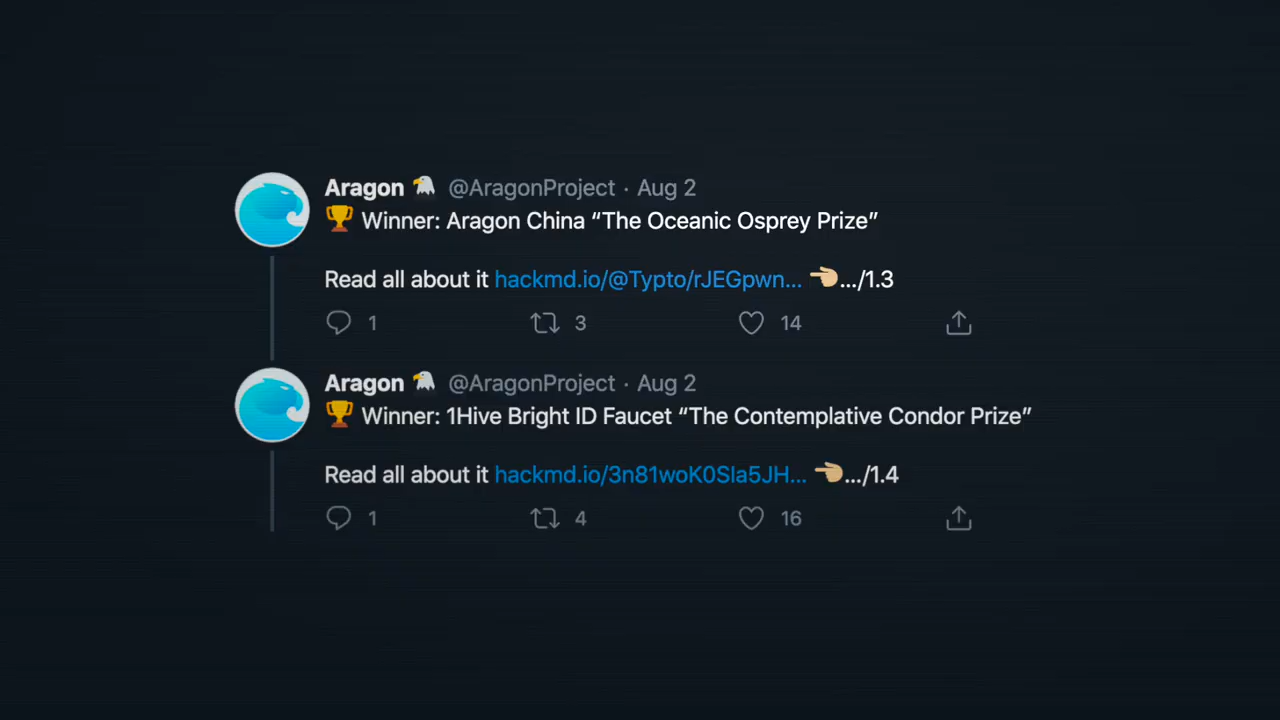 Aragon 🦅 @AragonProject · Aug 2
🏆 Winner: Aragon China “The Oceanic Osprey Prize”
Read all about it hackmd.io/@Typto/rJEGpwn... 👈🏼.../1.3
1 3 14
Aragon 🦅 @AragonProject · Aug 2
🏆 Winner: 1Hive Bright ID Faucet “The Contemplative Condor Prize”
Read all about it hackmd.io/3n81woK0Sla5JH... 👈🏼.../1.4
1 4 16